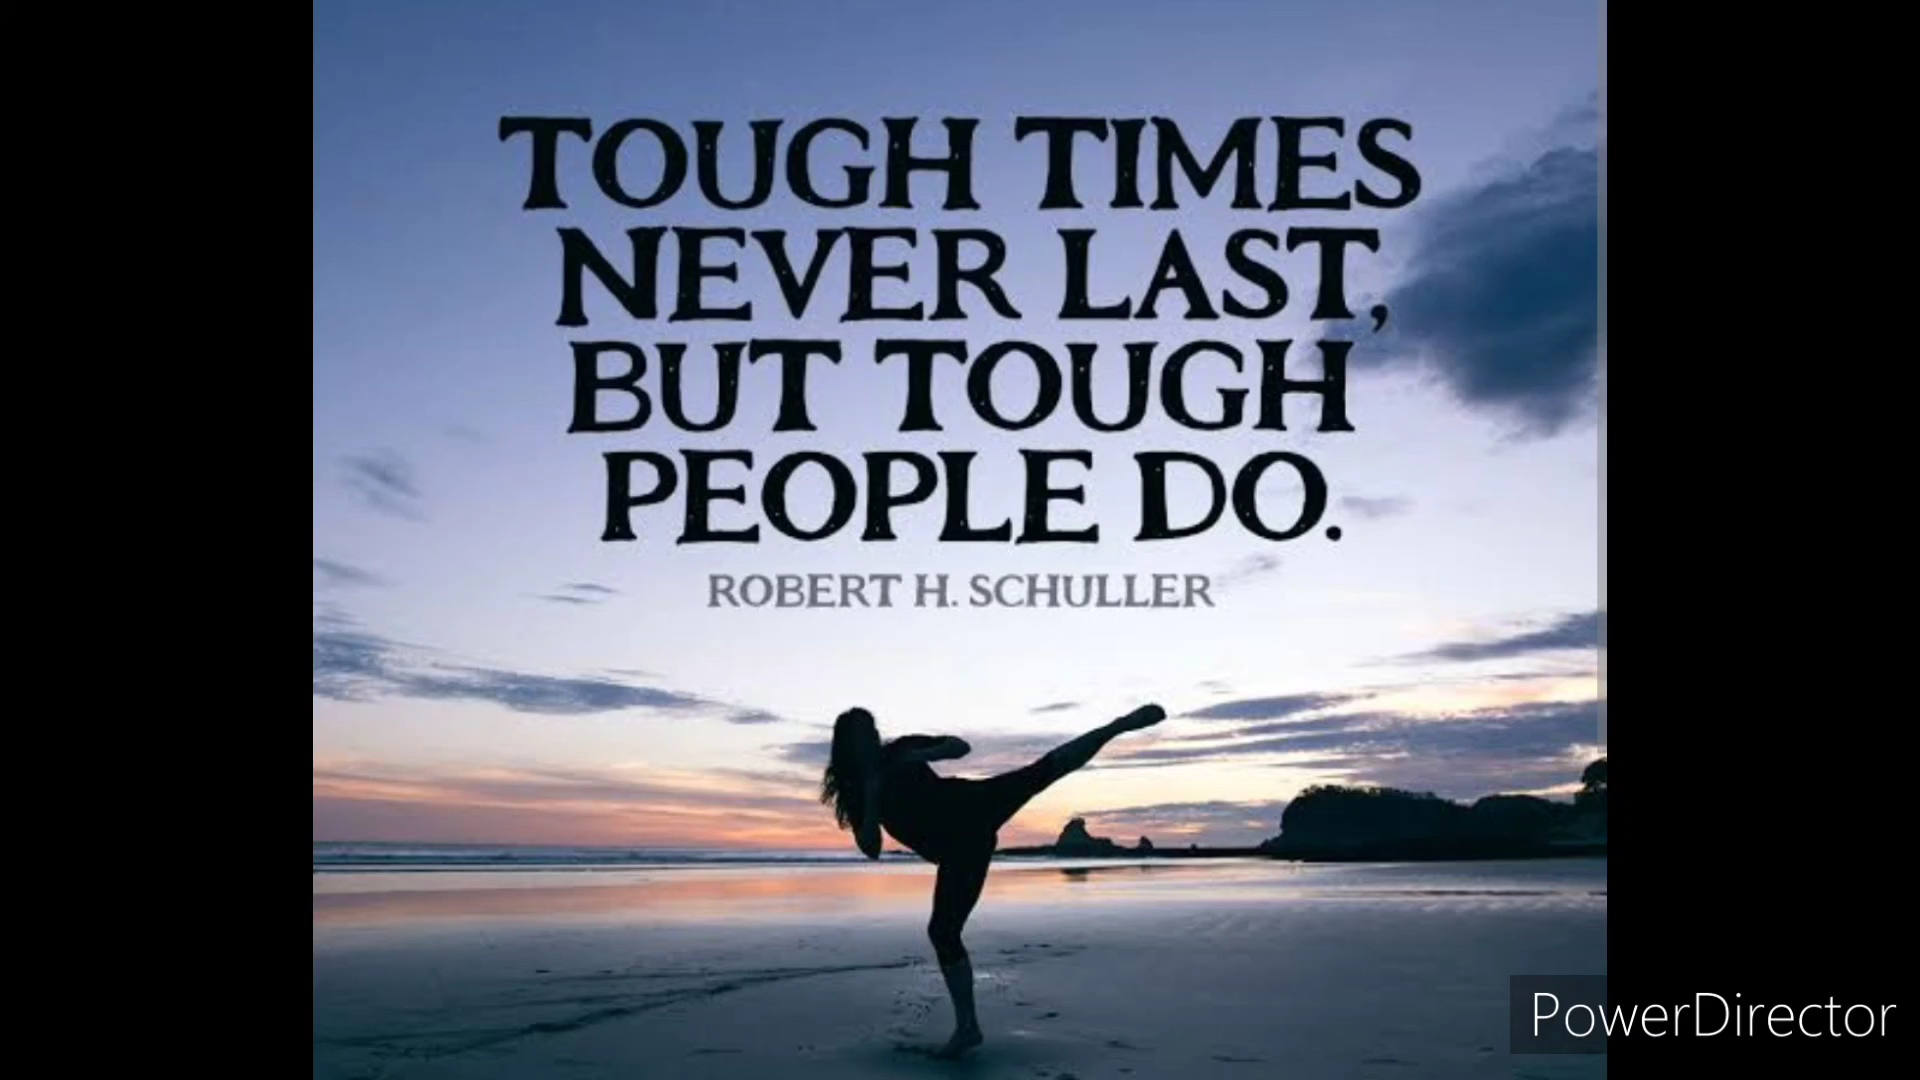 TOUGH TIMES
NEVER LAST,
BUT TOUGH
PEOPLE DO.
ROBERT H. SCHULLER
PowerDirector